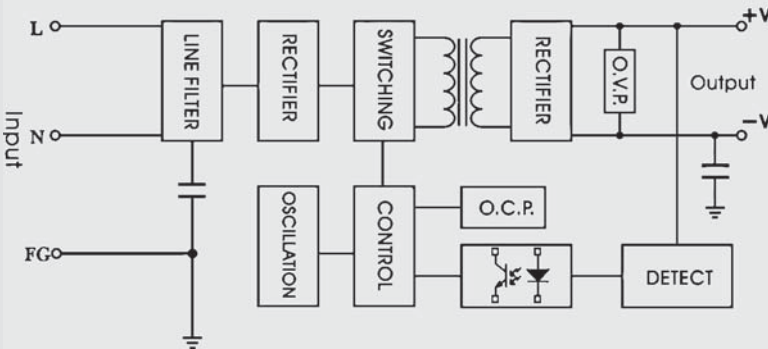 L
N
FG
Input
LINE FILTER
RECTIFIER
SWITCHING
RECTIFIER
O.V.P.
+V
Output
−V
OSCILLATION
CONTROL
O.C.P.
DETECT